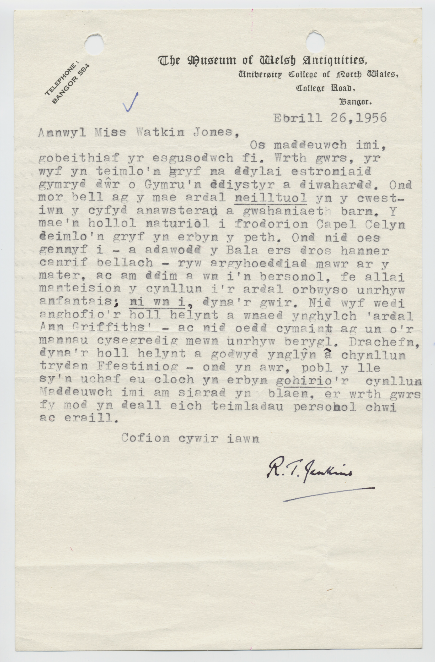 The Museum of Welsh Antiquities,
University College of North Wales,
College Road,
Bangor.
TELEPHONE:
BANGOR 584
Ebrill 26,1956
Annwyl Miss Watkin Jones,
Os maddeuwch imi,
gobeithiaf yr esgusodwch fi. Wrth gwrs, yr
wyf yn teimlo'n gryf na ddylai estroniaid
gymryd dŵr o Gymru'n ddiystyr a diwahardd. Ond
mor bell ag y mae ardal neilltuol yn y cwest-
iwn y cyfyd anawsterau a gwahaniaeth barn. Y
mae'n hollol naturiol i frodorion Capel Celyn
deimlo'n gryf yn erbyn y peth. Ond nid oes
gennyf i - a adawodd y Bala ers dros hanner
canrif bellach - ryw argyhoeddiad mawr ar y
mater, ac am ddim a wn i'n bersonol, fe allai
manteision y cynllun i'r ardal orbwyso unrhyw
anfantais; ni wn i, dyna'r gwir. Nid wyf wedi
anghofio'r holl helynt a wnaed ynghylch 'ardal
Ann Griffiths' - ac nid oedd cymaint ag un o'r
mannau cysegredig mewn unrhyw berygl. Drachefn,
dyna'r holl helynt a godwyd ynglŷn â chynllun
trydan Ffestiniog - ond yn awr, pobl y lle
sy'n uchaf eu cloch yn erbyn gohirio'r cynllun
Maddeuwch imi am siarad yn blaen, er wrth gwrs
fy mod yn deall eich teimladau personol chwi
ac eraill.
Cofion cywir iawn
R.T. Jenkins